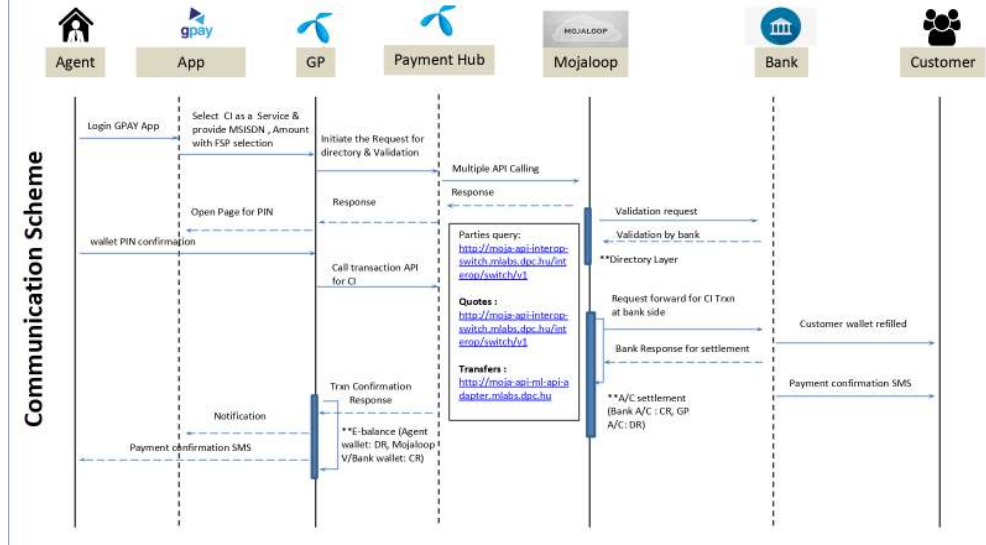 gpay
MOJALOOP
Agent
App
GP
Payment Hub
Mojaloop
Bank
Customer
Communication Scheme
Login GPAY App
Select CI as a Service &
provide MSISDN , Amount
with FSP selection
Initiate the Request for
directory & Validation
Multiple API Calling
Response
Response
Open Page for PIN
Validation request
Validation by bank
**Directory Layer
wallet PIN confirmation
Call transaction API
for CI
Parties query:
http://moja-api-interop-
switch.mlabs.dpc.hu/int
erop/switch/v1
Quotes :
http://moja-api-interop-
switch.mlabs.dpc.hu/int
erop/switch/v1
Transfers :
http://moja-api-ml-api-a
dapter.mlabs.dpc.hu
Request forward for CI Trxn
at bank side
Customer wallet refilled
Bank Response for settlement
Payment confirmation SMS
**A/C settlement
(Bank A/C : CR, GP
A/C: DR)
Trxn Confirmation
Response
Notification
**E-balance (Agent
wallet: DR, Mojaloop
V/Bank wallet: CR)
Payment confirmation SMS